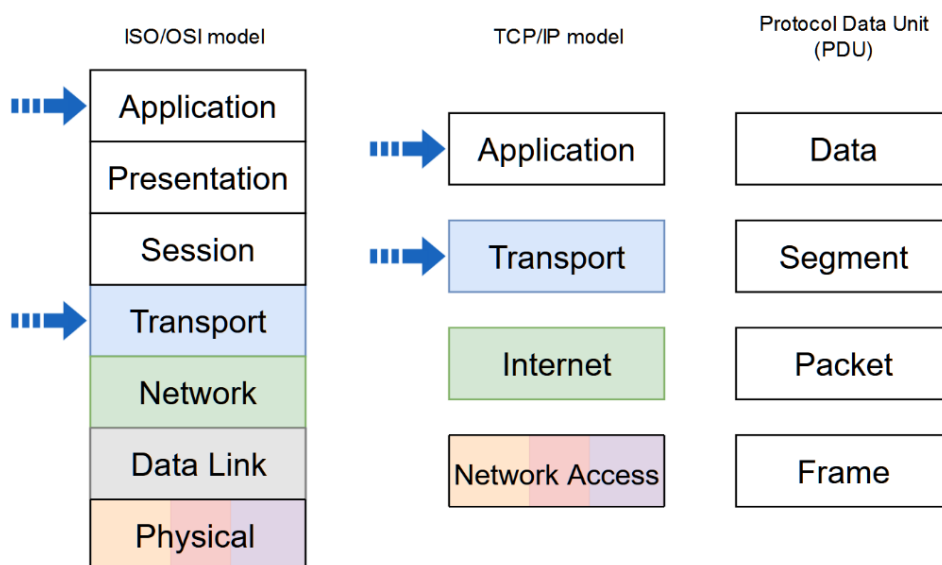 ISO/OSI model
TCP/IP model
Protocol Data Unit
(PDU)
Application
Presentation
Session
Transport
Network
Data Link
Physical
Application
Transport
Internet
Network Access
Data
Segment
Packet
Frame